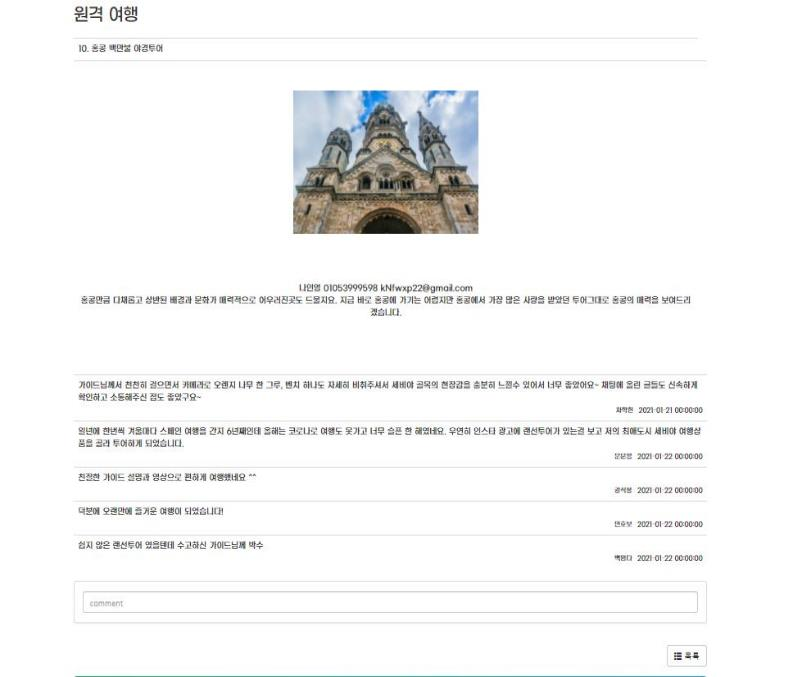 원격 여행
10. 홍콩 백만불 야경투어
나인영 01053999598 kNfwxp22@gmail.com
홍콩만큼 다채롭고 상반된 배경과 문화가 매력적으로 어우러진곳도 드물지요. 지금 바로 홍콩에 가기는 어렵지만 홍콩에서 가장 많은 사랑을 받았던 투어그대로 홍콩의 매력을 보여드리
겠습니다.
가이드님께서 천천히 걸으면서 카메라로 오렌지 나무 한 그루, 벤치 하나도 자세히 비춰주셔서 세비야 골목의 현장감을 충분히 느낄수 있어서 너무 좋았어요~ 채팅에 올린 글들도 신속하게
확인하고 소통해주신 점도 좋았구요~
차학헌 2021-01-21 00:00:00
일년에 한번씩 겨울마다 스페인 여행을 간지 6년째인데 올해는 코로나로 여행도 못가고 너무 슬픈 한 해였네요. 우연히 인스타 광고에 랜선투어가 있는걸 보고 저의 최애도시 세비야 여행상
품을 골라 투어하게 되었습니다.
2021-01-22 00:00:00
친절한 가이드 설명과 영상으로 편하게 여행했네요 ^^
2021-01-22 00:00:00
덕분에 오랜만에 즐거운 여행이 되었습니다!
2021-01-22 00:00:00
쉽지 않은 랜선투어 였을텐데 수고하신 가이드님께 박수
2021-01-22 00:00:00
comment
목록